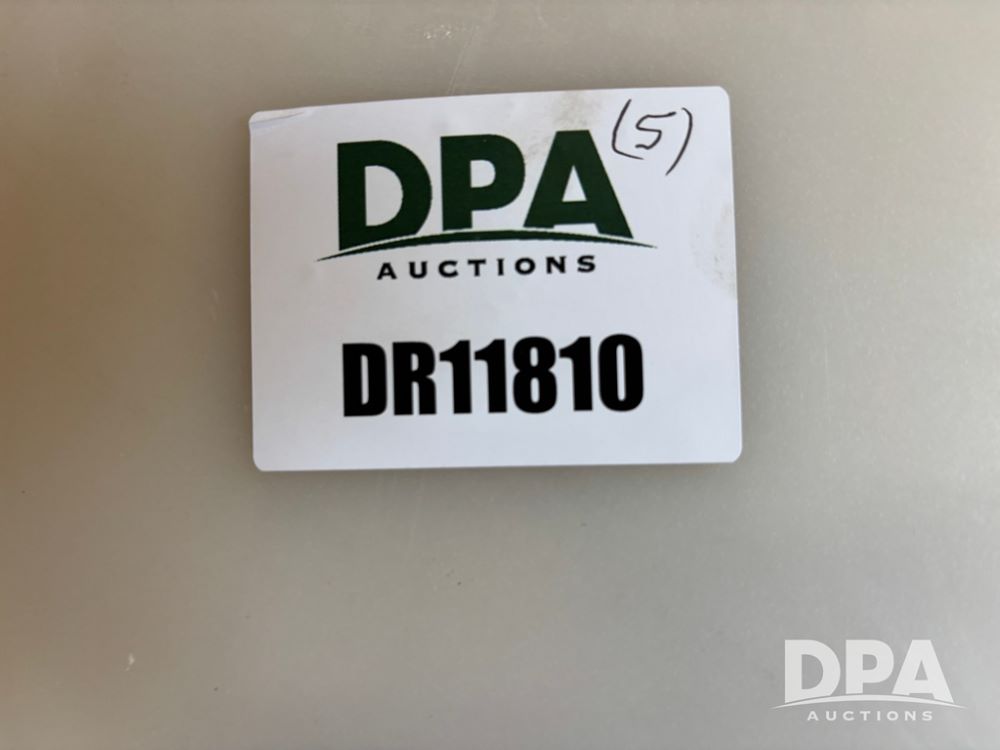 (5)
DPA
AUCTIONS
DR11810
DPA
AUCTIONS